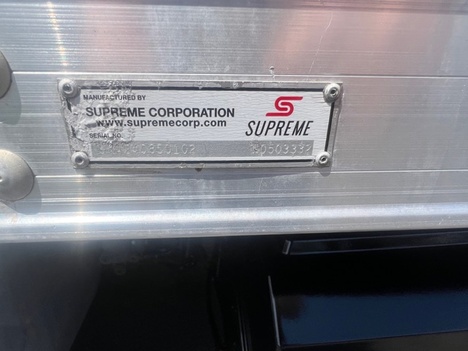 MANUFACTURED BY
SUPREME CORPORATION
www.supremecorp.com
SUPREME
SERIAL NO.